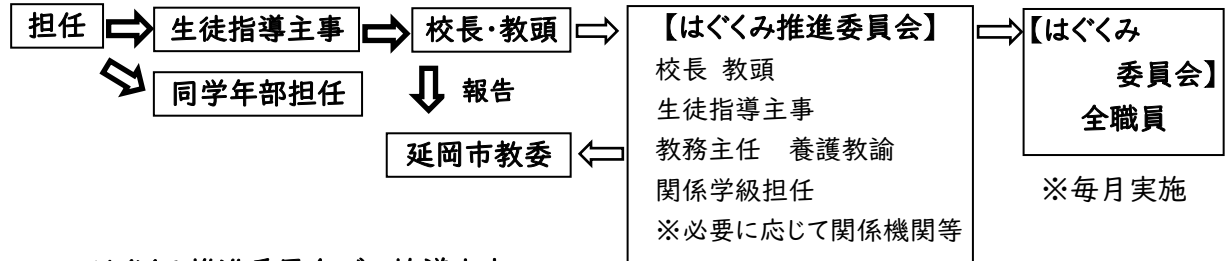 担任
生徒指導主事
校長・教頭
同学年部担任
報告
延岡市教委
【はぐくみ推進委員会】
校長 教頭
生徒指導主事
教務主任 養護教諭
関係学級担任
※必要に応じて関係機関等
【はぐくみ
委員会】
全職員
※毎月実施